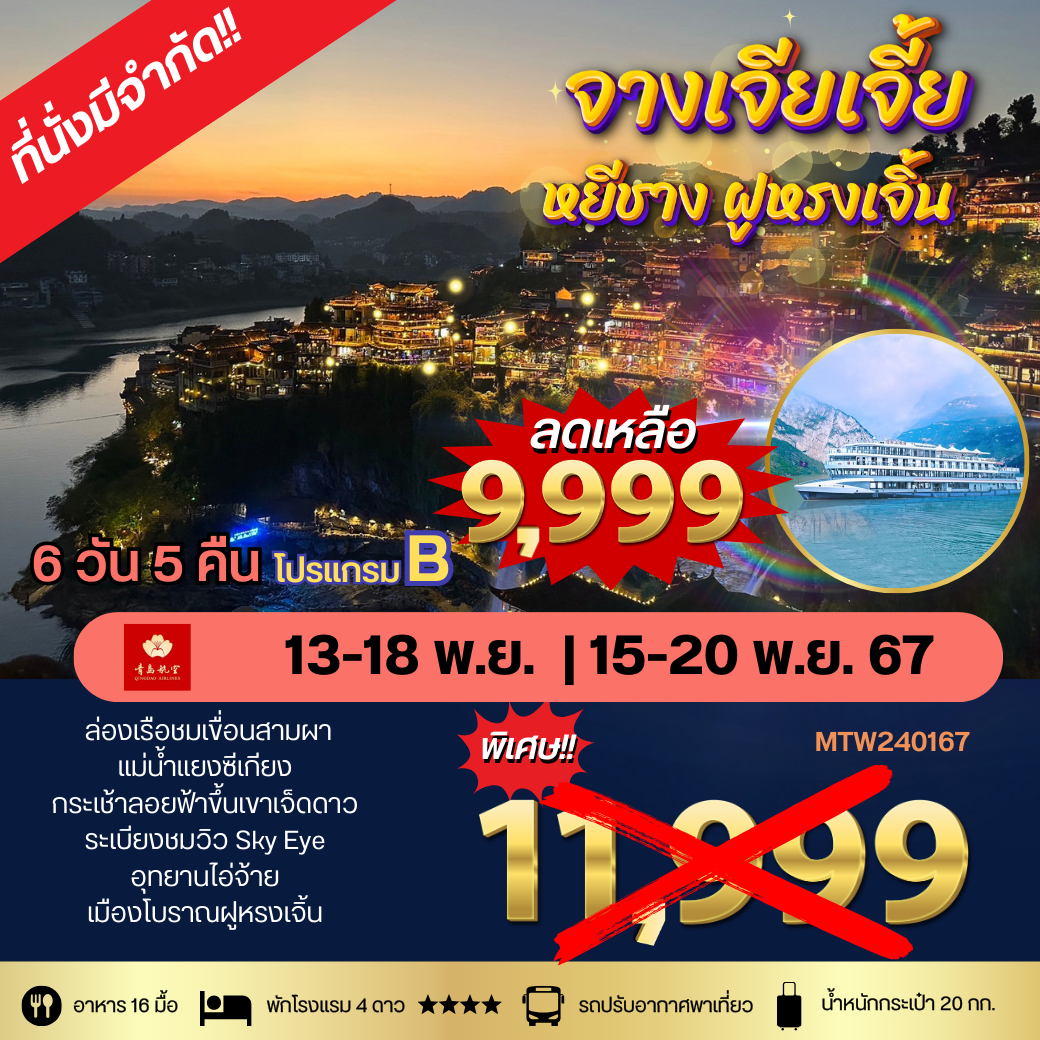 ที่นั่งมีจำกัด!!
จางเจียเจี้ย
หยีชาง ฝูหรงเจิ้น
ลดเหลือ
9,999
6 วัน 5 คืน โปรแกรม B
青岛航空
QINGDAO AIRLINES
13-18 พ.ย. | 15-20 พ.ย. 67
ล่องเรือชมเขื่อนสามผา
แม่น้ำแยงซีเกียง
กระเช้าลอยฟ้าขึ้นเขาเจ็ดดาว
ระเบียงชมวิว Sky Eye
อุทยานไอ่จ้าย
เมืองโบราณฝูหรงเจิ้น
พิเศษ!!
MTW240167
11,999
อาหาร 16 มื้อ
พักโรงแรม 4 ดาว ★★★★
รถปรับอากาศพาเที่ยว
น้ำหนักกระเป๋า 20 กก.